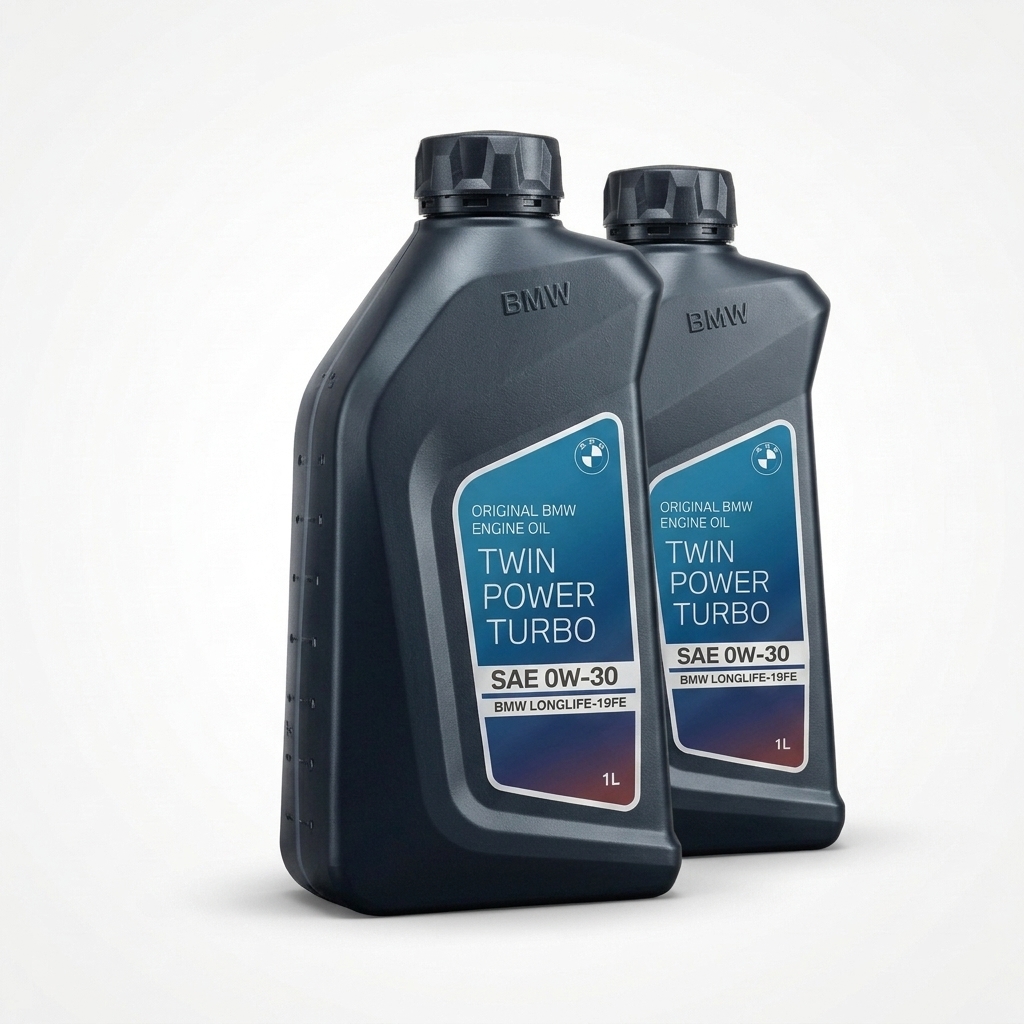 BMW
ORIGINAL BMW
ENGINE OIL
TWIN
POWER
TURBO
SAE 0W-30
BMW LONGLIFE-19FE
1L
BMW
ORIGINAL BMW
ENGINE OIL
TWIN
POWER
TURBO
SAE 0W-30
BMW LONGLIFE-19FE
1L